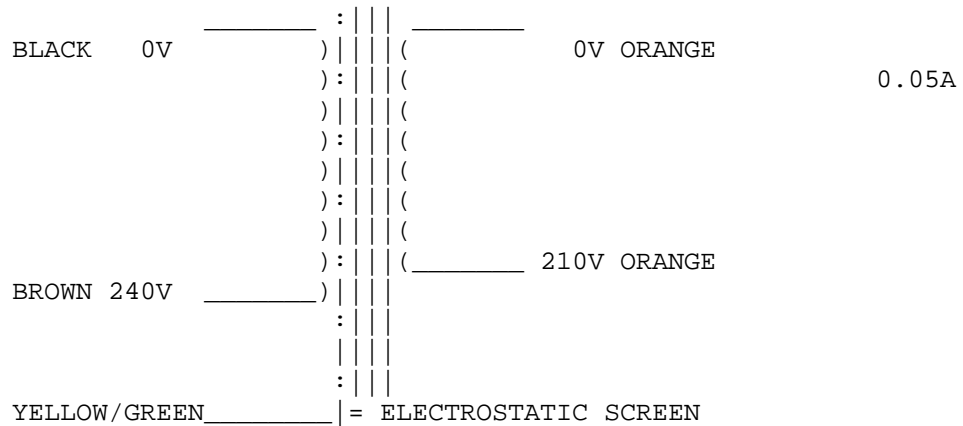 BLACK 0V 0V ORANGE
0.05A
210V ORANGE
BROWN 240V
YELLOW/GREEN = ELECTROSTATIC SCREEN